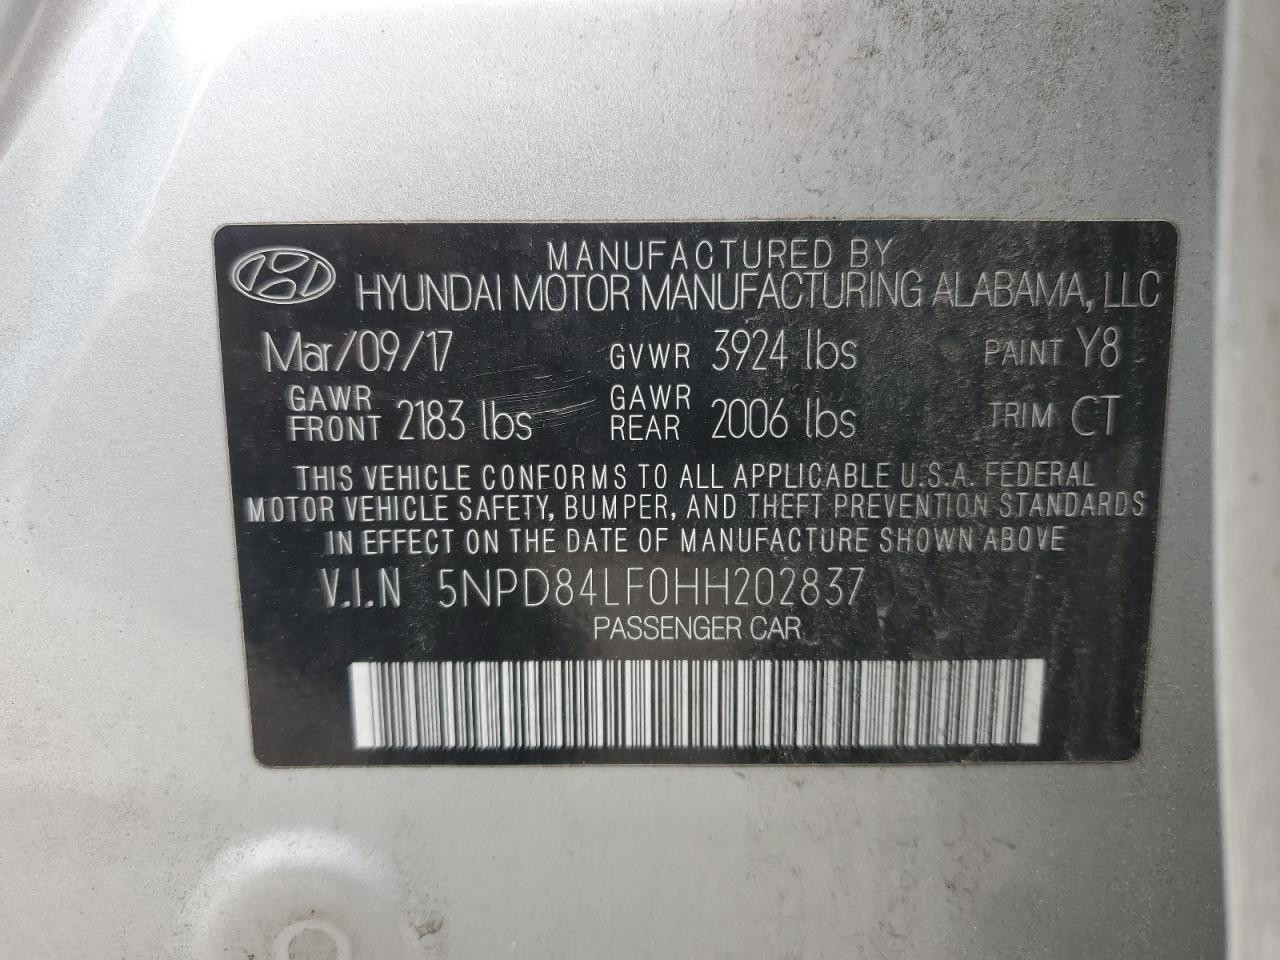 MANUFACTURED BY
HYUNDAI MOTOR MANUFACTURING ALABAMA, LLC
Mar/09/17 GVWR 3924 lbs PAINT Y8
GAWR FRONT 2183 lbs GAWR REAR 2006 lbs TRIM CT
THIS VEHICLE CONFORMS TO ALL APPLICABLE U.S.A. FEDERAL
MOTOR VEHICLE SAFETY, BUMPER, AND THEFT PREVENTION STANDARDS
IN EFFECT ON THE DATE OF MANUFACTURE SHOWN ABOVE
V.I.N 5NPD84LF0HH202837
PASSENGER CAR